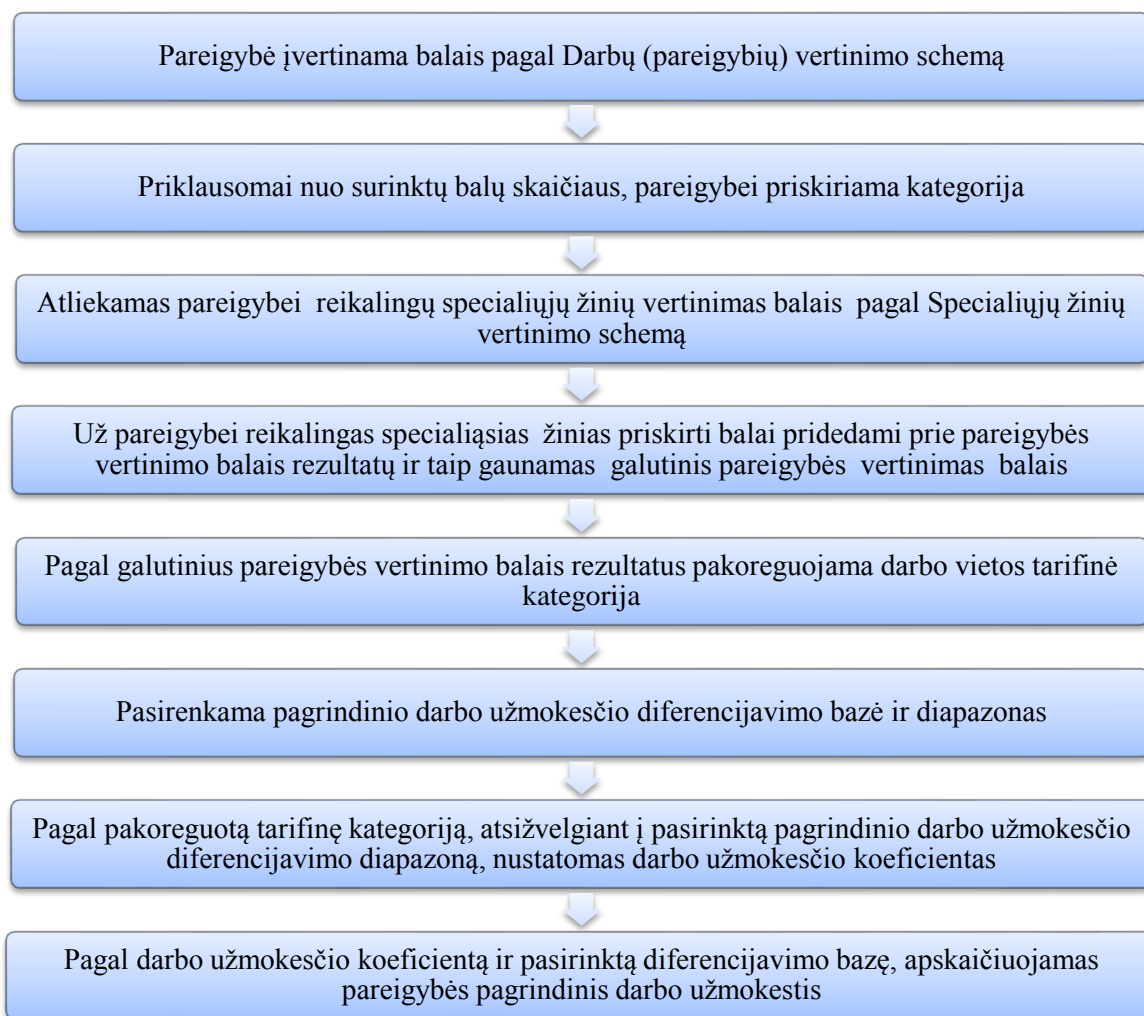 Pareigybė įvertinama balais pagal Darbų (pareigybių) vertinimo schemą
Priklausomai nuo surinktų balų skaičiaus, pareigybei priskiriama kategorija
Atliekamas pareigybei reikalingų specialiųjų žinių vertinimas balais pagal Specialiųjų žinių
vertinimo schemą
Už pareigybei reikalingas specialiąsias žinias priskirti balai pridedami prie pareigybės
vertinimo balais rezultatų ir taip gaunamas galutinis pareigybės vertinimas balais
Pagal galutinius pareigybės vertinimo balais rezultatus pakoreguojama darbo vietos tarifinė
kategorija
Pasirenkama pagrindinio darbo užmokesčio diferencijavimo bazė ir diapazonas
Pagal pakoreguotą tarifinę kategoriją, atsižvelgiant į pasirinktą pagrindinio darbo užmokesčio
diferencijavimo diapazoną, nustatomas darbo užmokesčio koeficientas
Pagal darbo užmokesčio koeficientą ir pasirinktą diferencijavimo bazę, apskaičiuojamas
pareigybės pagrindinis darbo užmokestis